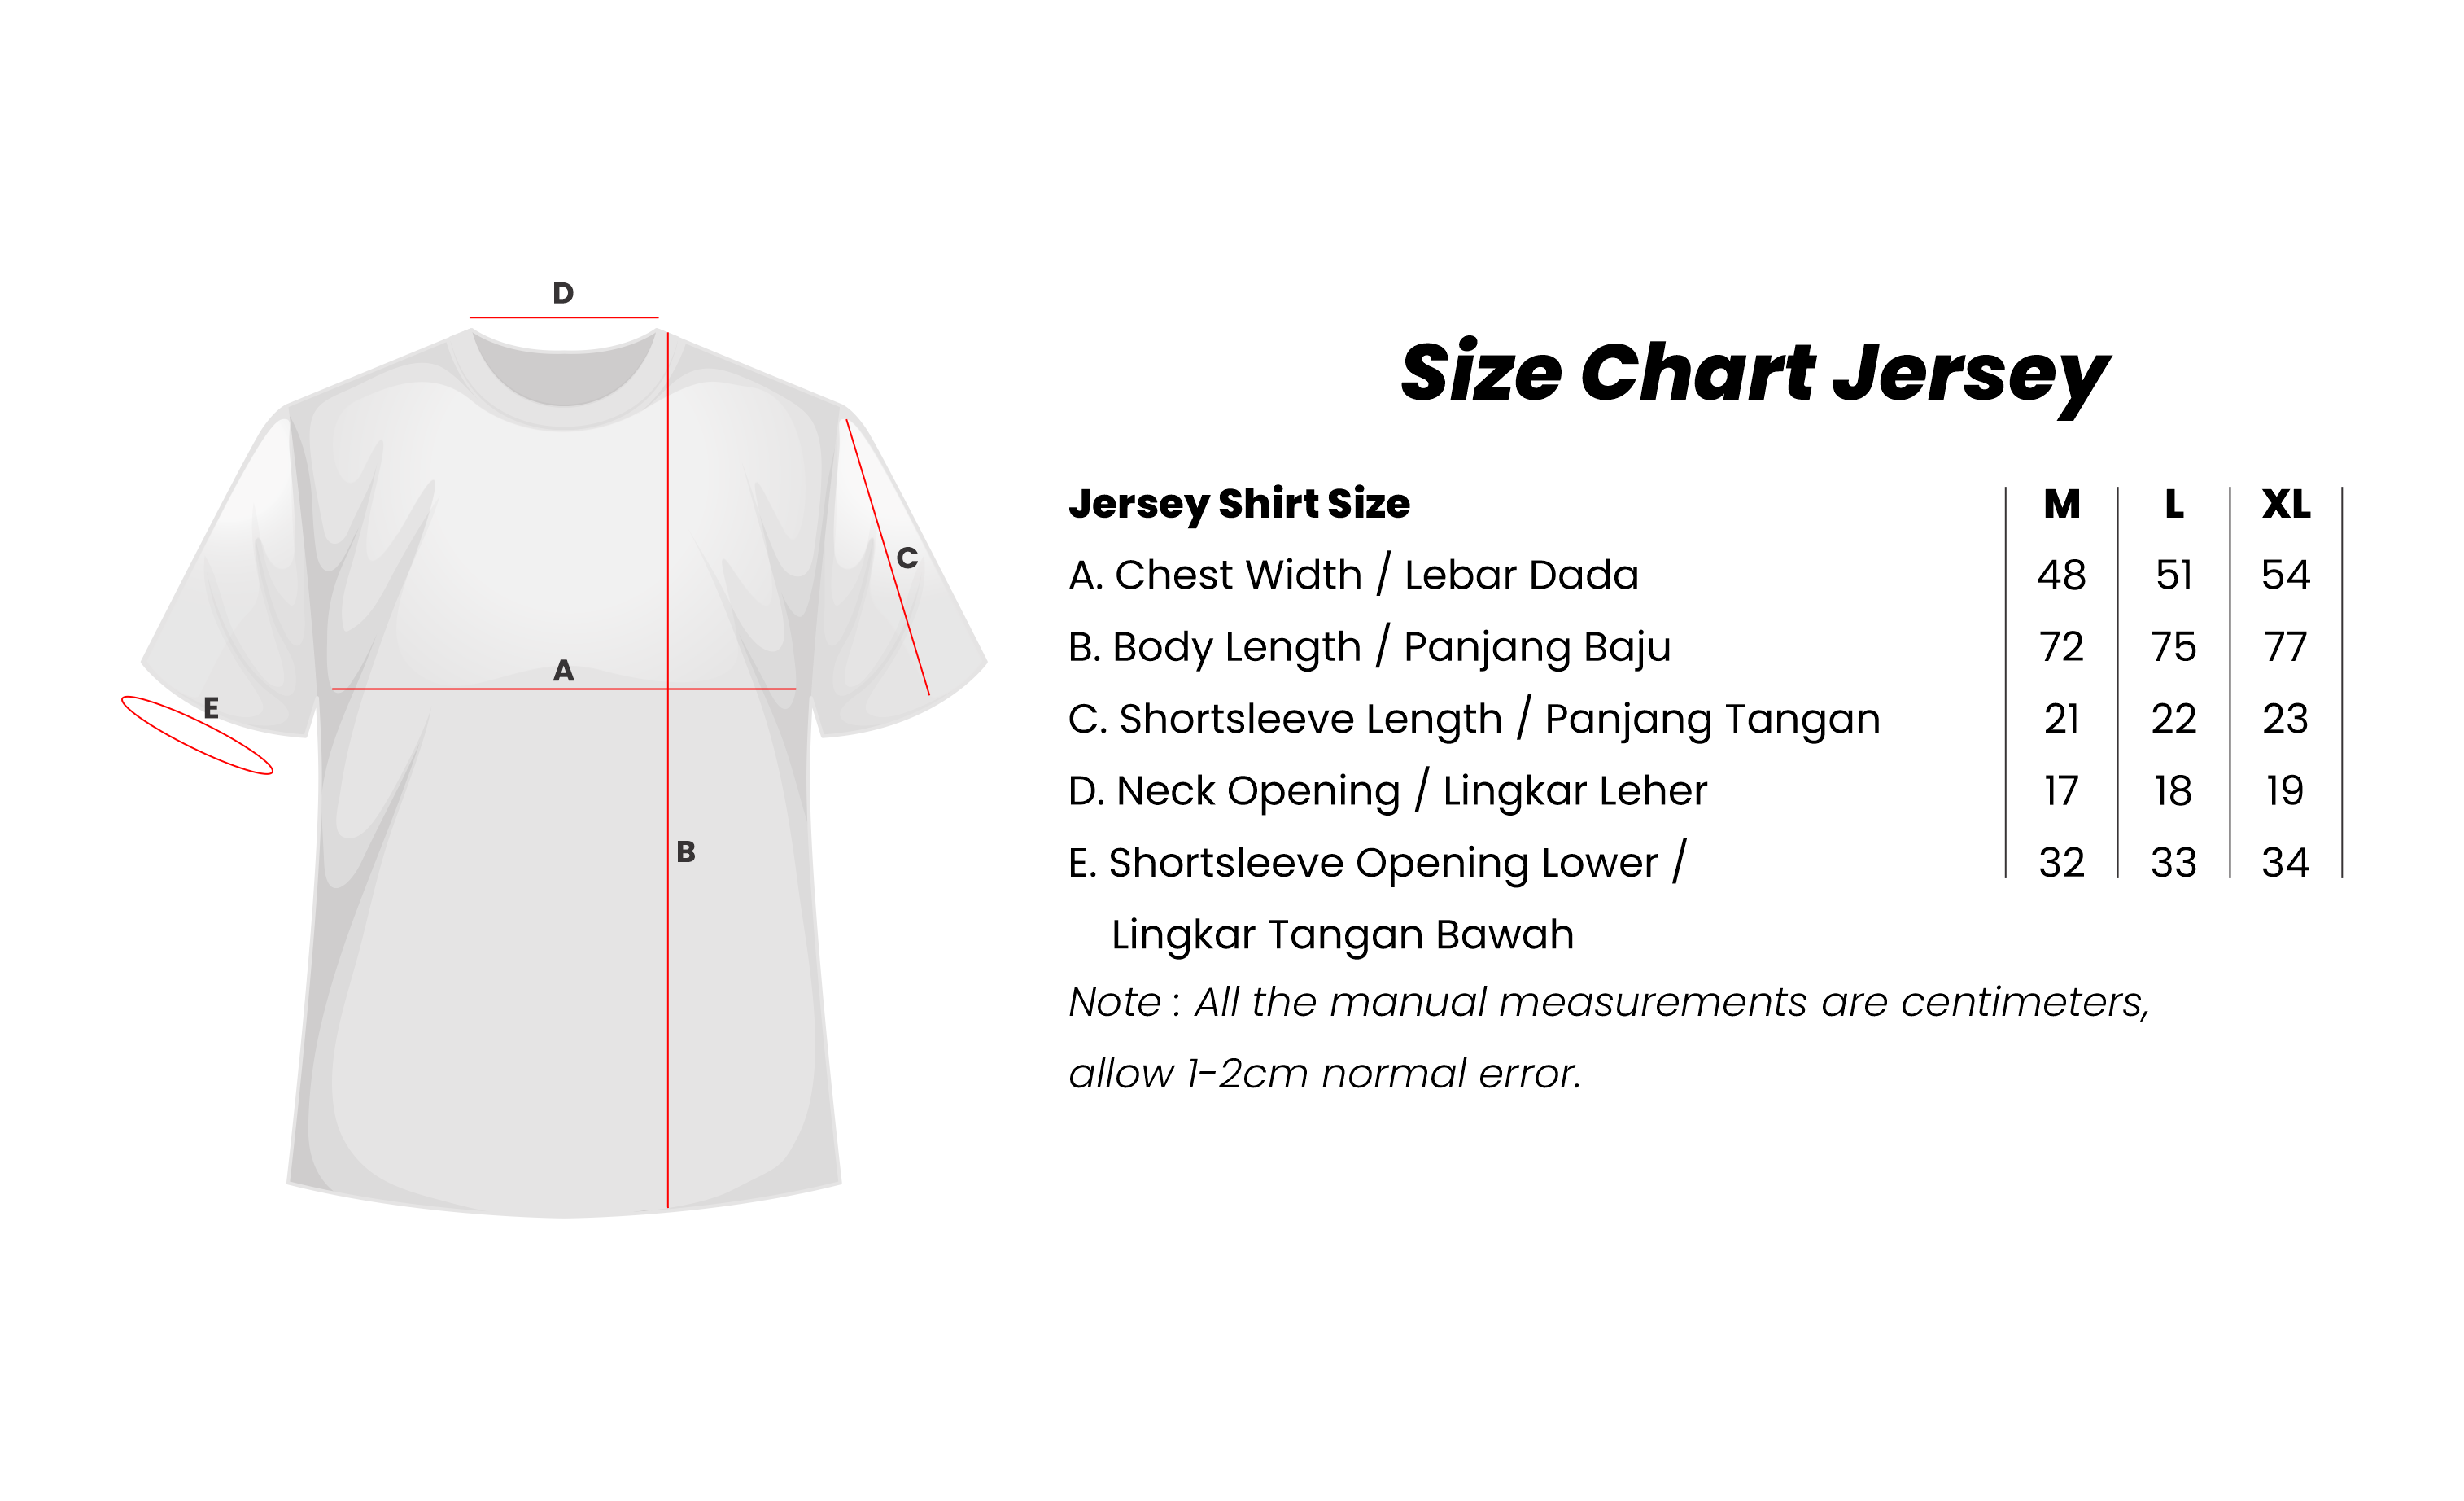 D
C
A
E
B
Size Chart Jersey
Jersey Shirt Size M L XL
A. Chest Width / Lebar Dada 48 51 54
B. Body Length / Panjang Baju 72 75 77
C. Shortsleeve Length / Panjang Tangan 21 22 23
D. Neck Opening / Lingkar Leher 17 18 19
E. Shortsleeve Opening Lower / 32 33 34
Lingkar Tangan Bawah
Note : All the manual measurements are centimeters,
allow 1-2cm normal error.